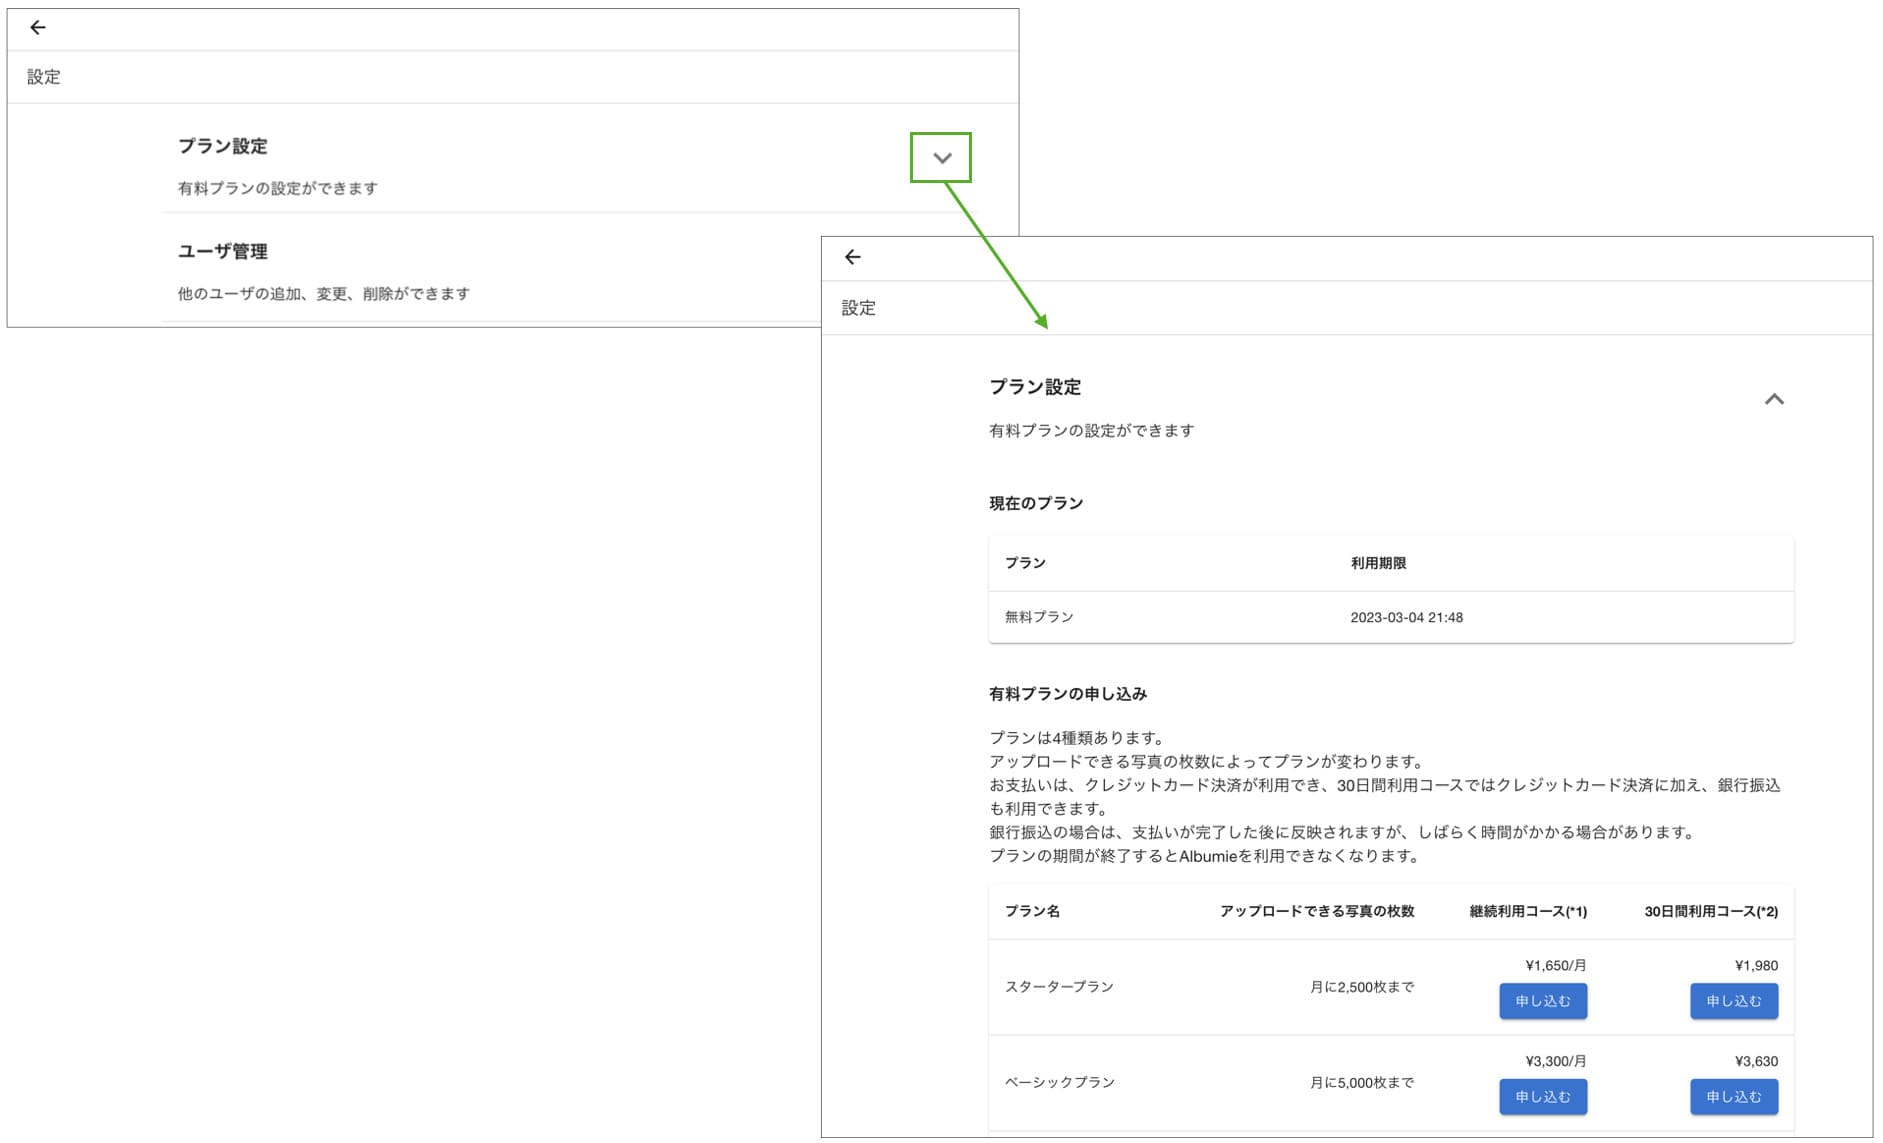 設定
プラン設定
有料プランの設定ができます
ユーザ管理
他のユーザの追加、変更、削除ができます
設定
プラン設定
有料プランの設定ができます
現在のプラン
プラン 利用期限
無料プラン 2023-03-04 21:48
有料プランの申し込み
プランは4種類あります。
アップロードできる写真の枚数によってプランが変わります。
お支払いは、クレジットカード決済が利用でき、30日間利用コースではクレジットカード決済に加え、銀行振込
も利用できます。
銀行振込の場合は、支払いが完了した後に反映されますが、しばらく時間がかかる場合があります。
プランの期間が終了するとAlbumieを利用できなくなります。
プラン名 アップロードできる写真の枚数 継続利用コース(*1) 30日間利用コース(*2)
¥1,650/月 ¥1,980
スタータープラン 月に2,500枚まで
申し込む 申し込む
¥3,300/月 ¥3,630
ベーシックプラン 月に5,000枚まで
申し込む 申し込む